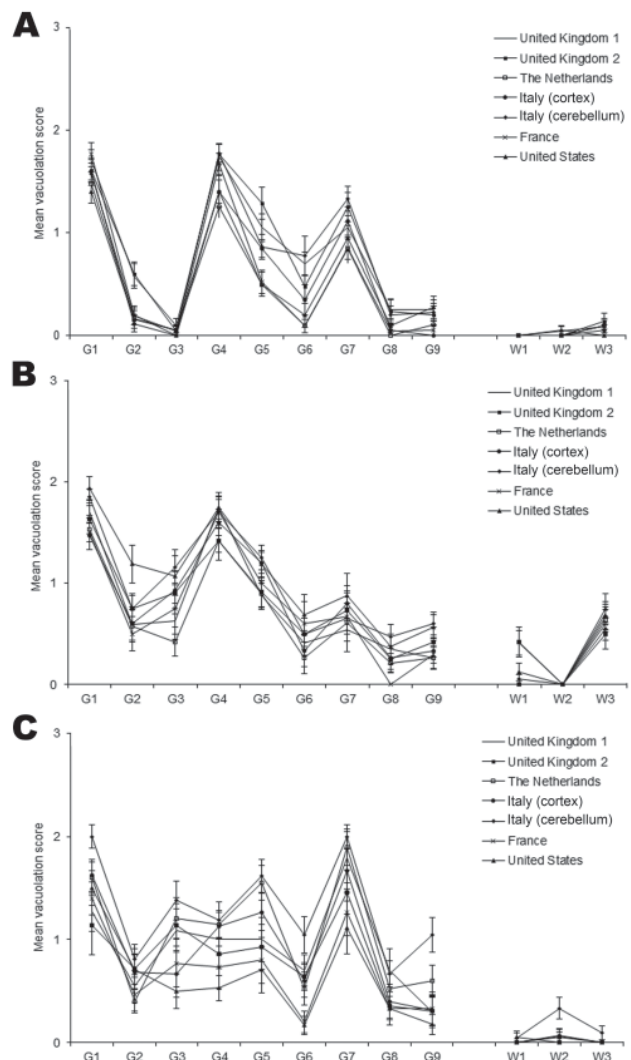 A
3
2
1
0
Mean vacuolation score
United Kingdom 1
United Kingdom 2
The Netherlands
Italy (cortex)
Italy (cerebellum)
France
United States
G1 G2 G3 G4 G5 G6 G7 G8 G9 W1 W2 W3
B
3
2
1
0
Mean vacuolation score
United Kingdom 1
United Kingdom 2
The Netherlands
Italy (cortex)
Italy (cerebellum)
France
United States
G1 G2 G3 G4 G5 G6 G7 G8 G9 W1 W2 W3
C
3
2
1
0
Mean vacuolation score
United Kingdom 1
United Kingdom 2
The Netherlands
Italy (cortex)
Italy (cerebellum)
France
United States
G1 G2 G3 G4 G5 G6 G7 G8 G9 W1 W2 W3